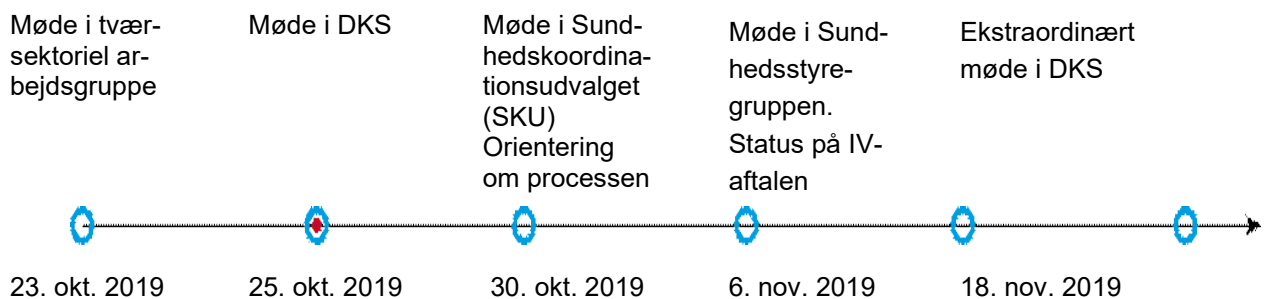 Møde i tvær-
sektoriel ar-
bejdsgruppe
Møde i DKS
Møde i Sund-
hedskoordina-
tionsudvalget
(SKU)
Orientering
om processen
Møde i Sund-
hedsstyre-
gruppen.
Status på IV-
aftalen
Ekstraordinært
møde i DKS
23. okt. 2019
25. okt. 2019
30. okt. 2019
6. nov. 2019
18. nov. 2019